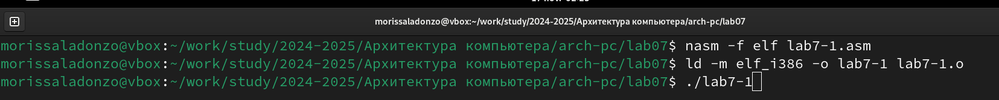 morissaladonzo@vbox:~/work/study/2024-2025/Архитектура компьютера/arch-pc/lab07
morissaladonzo@vbox:~/work/study/2024-2025/Архитектура компьютера/arch-pc/lab07$ nasm -f elf lab7-1.asm
morissaladonzo@vbox:~/work/study/2024-2025/Архитектура компьютера/arch-pc/lab07$ ld -m elf_i386 -o lab7-1 lab7-1.o
morissaladonzo@vbox:~/work/study/2024-2025/Архитектура компьютера/arch-pc/lab07$ ./lab7-1